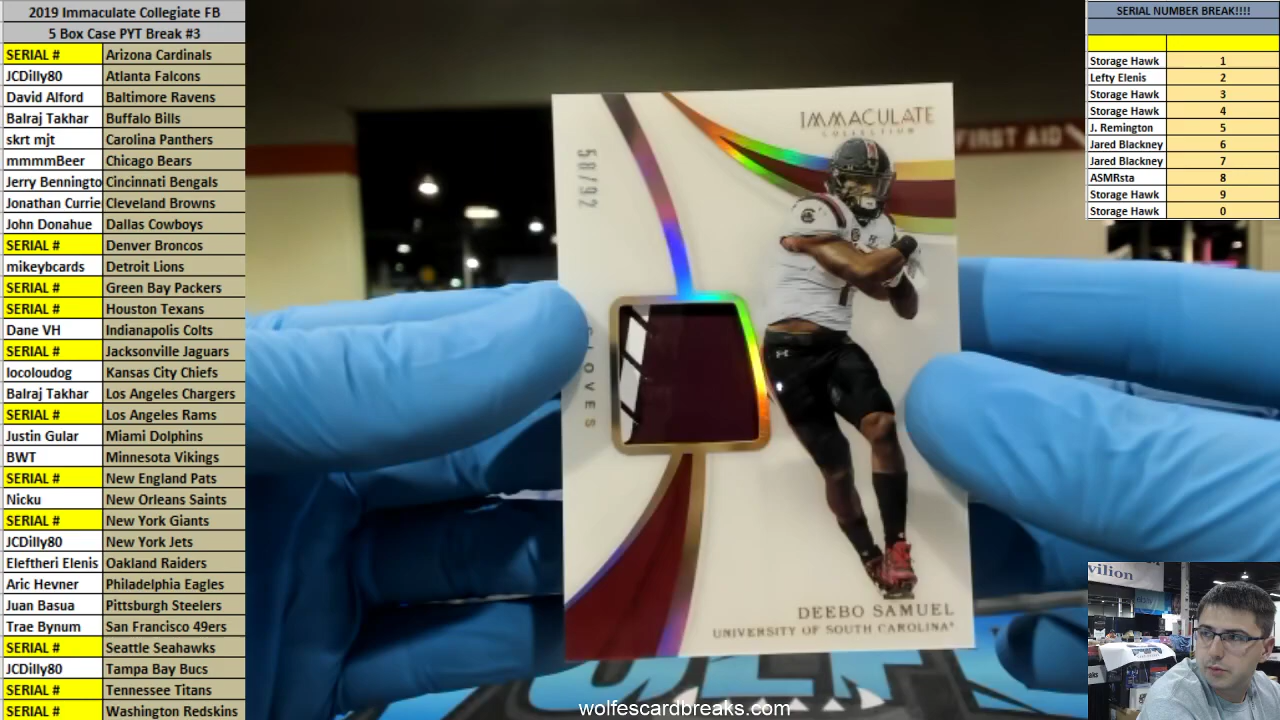 2019 Immaculate Collegiate FB
5 Box Case PYT Break #3
SERIAL # Arizona Cardinals
JCDilly80 Atlanta Falcons
David Alford Baltimore Ravens
Balraj Takhar Buffalo Bills
skrt mjt Carolina Panthers
mmmmBeer Chicago Bears
Jerry Benningto Cincinnati Bengals
Jonathan Currie Cleveland Browns
John Donahue Dallas Cowboys
SERIAL # Denver Broncos
mikeybcards Detroit Lions
SERIAL # Green Bay Packers
SERIAL # Houston Texans
Dane VH Indianapolis Colts
SERIAL # Jacksonville Jaguars
locoloudog Kansas City Chiefs
Balraj Takhar Los Angeles Chargers
SERIAL # Los Angeles Rams
Justin Gular Miami Dolphins
BWT Minnesota Vikings
SERIAL # New England Pats
Nicku New Orleans Saints
SERIAL # New York Giants
JCDilly80 New York Jets
Eleftheri Elenis Oakland Raiders
Aric Hevner Philadelphia Eagles
Juan Basua Pittsburgh Steelers
Trae Bynum San Francisco 49ers
SERIAL # Seattle Seahawks
JCDilly80 Tampa Bay Bucs
SERIAL # Tennessee Titans
SERIAL # Washington Redskins
IMMACULATE
COLLECTION
58/92
GLOVES
DEEBO SAMUEL
UNIVERSITY OF SOUTH CAROLINA
FIRST AID
wolfescardbreaks.com
SERIAL NUMBER BREAK!!!!
Storage Hawk 1
Lefty Elenis 2
Storage Hawk 3
Storage Hawk 4
J. Remington 5
Jared Blackney 6
Jared Blackney 7
ASMRsta 8
Storage Hawk 9
Storage Hawk 0
vilion